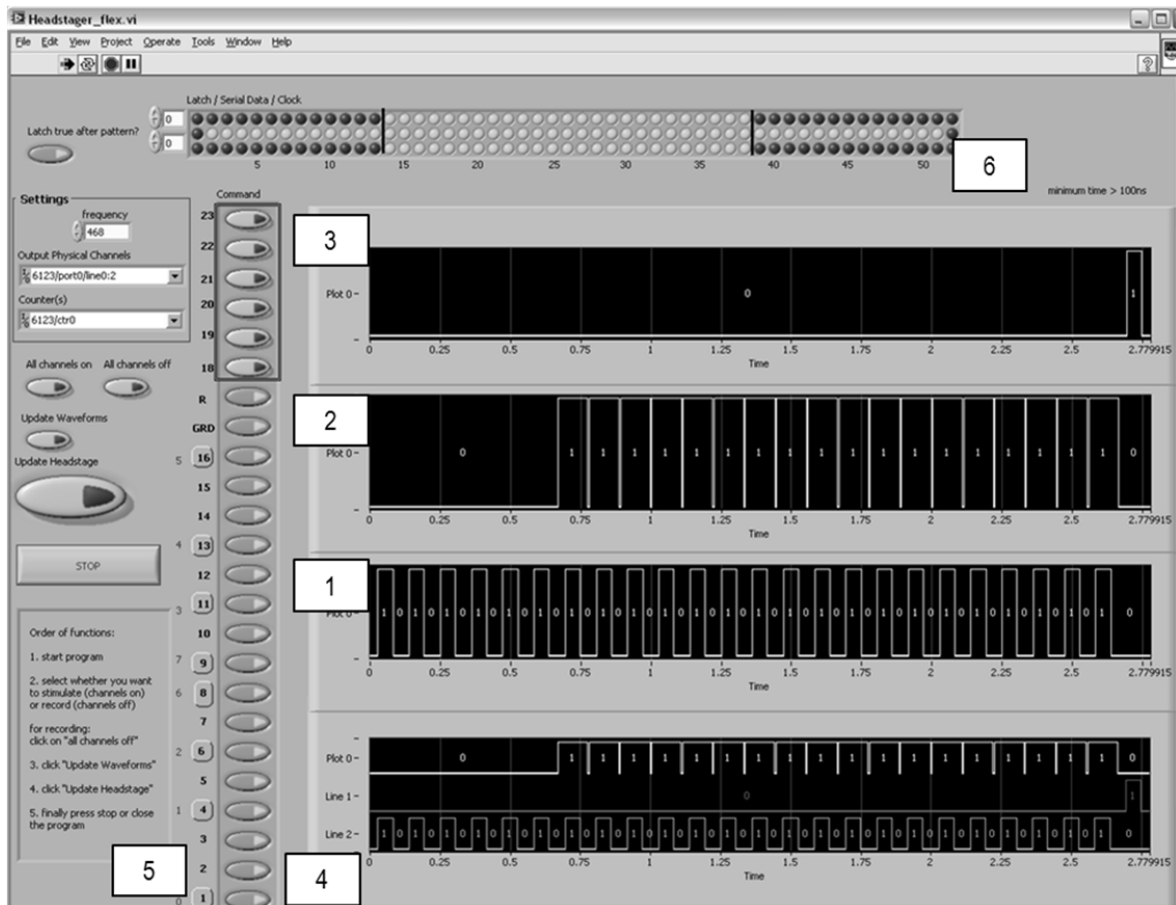 Headstager_flex.vi
File Edit View Project Operate Tools Window Help
Latch / Serial Data / Clock
Latch true after pattern?
0
0
5 10 15 20 25 30 35 40 45 50
6
minimum time > 100ns
Settings
frequency
468
Output Physical Channels
6123/port0/line0:2
Counter(s)
6123/ctr0
All channels on All channels off
Update Waveforms
Update Headstage
STOP
Order of functions:
1. start program
2. select whether you want
to stimulate (channels on)
or record (channels off)
for recording:
click on "all channels off"
3. click "Update Waveforms"
4. click "Update Headstage"
5. finally press stop or close
the program
Command
23
22
21
20
19
18
R
GRD
5 16
15
14
4 13
12
3 11
10
7 9
6 8
7
2 6
5
1 4
3
2
0 1
5
4
3
Plot 0-
0 1
0 0.25 0.5 0.75 1 1.25 1.5 1.75 2 2.25 2.5 2.779915
Time
2
Plot 0-
0 1 1 1 1 1 1 1 1 1 1 1 1 1 1 1 1 1 1 0
0 0.25 0.5 0.75 1 1.25 1.5 1.75 2 2.25 2.5 2.779915
Time
1
Plot 0-
1 0 1 0 1 0 1 0 1 0 1 0 1 0 1 0 1 0 1 0 1 0 1 0 1 0 1 0 1 0 1 0 1 0 1 0 1 0 1 0 1 0 1 0 1 0 1 0
0 0.25 0.5 0.75 1 1.25 1.5 1.75 2 2.25 2.5 2.779915
Time
Plot 0-
0 1 1 1 1 1 1 1 1 1 1 1 1 1 1 1 1 1 1 0
Line 1-
0 1
Line 2-
1 0 1 0 1 0 1 0 1 0 1 0 1 0 1 0 1 0 1 0 1 0 1 0 1 0 1 0 1 0 1 0 1 0 1 0 1 0 1 0 1 0 1 0 1 0 1 0
0 0.25 0.5 0.75 1 1.25 1.5 1.75 2 2.25 2.5 2.779915
Time